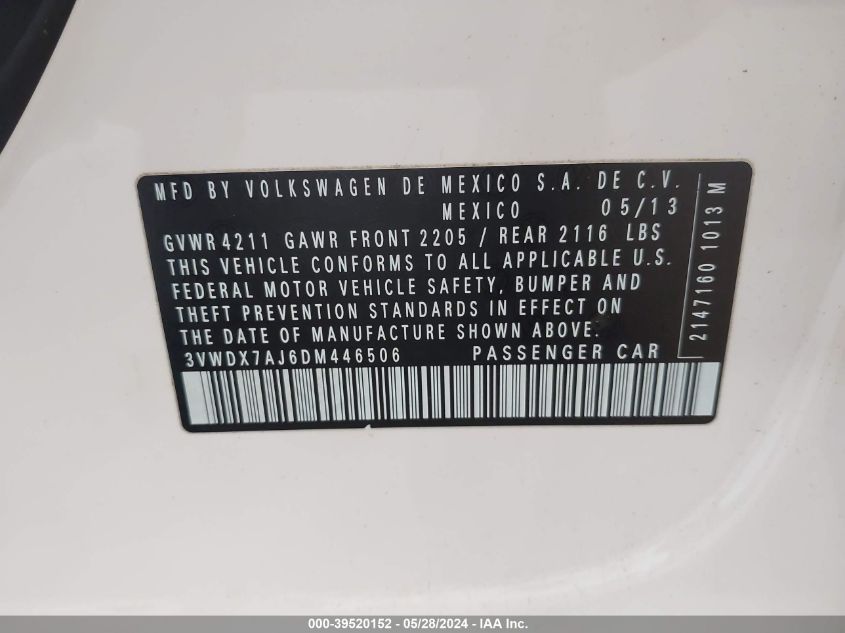 MFD BY VOLKSWAGEN DE MEXICO S.A. DE C.V.
MEXICO 05/13
GVWR 4211 GAWR FRONT 2205 / REAR 2116 LBS
THIS VEHICLE CONFORMS TO ALL APPLICABLE U.S.
FEDERAL MOTOR VEHICLE SAFETY, BUMPER AND
THEFT PREVENTION STANDARDS IN EFFECT ON
THE DATE OF MANUFACTURE SHOWN ABOVE.
3VWDX7AJ6DM446506 PASSENGER CAR
2147160 1013 M
000-39520152 - 05/28/2024 - IAA Inc.